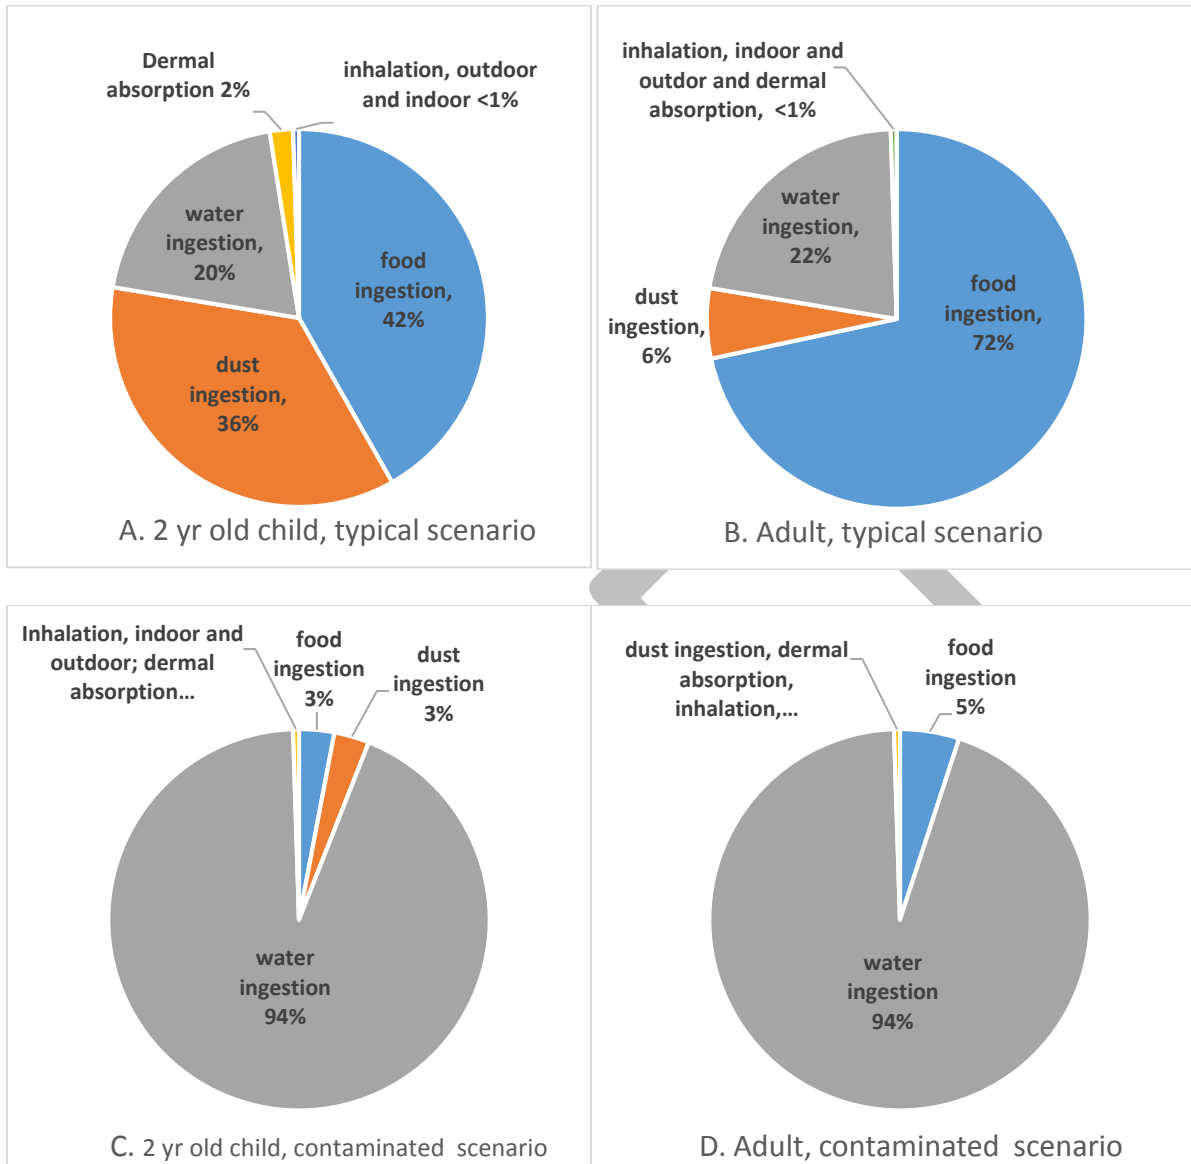 Dermal
absorption 2%
inhalation, outdoor
and indoor <1%
water
ingestion,
20%
food
ingestion,
42%
dust
ingestion,
36%
A. 2 yr old child, typical scenario
inhalation, indoor and
outdor and dermal
absorption, <1%
water
ingestion,
22%
dust
ingestion,
6%
food
ingestion,
72%
B. Adult, typical scenario
Inhalation, indoor and
outdoor; dermal
absorption...
food
ingestion
3%
dust
ingestion
3%
water
ingestion
94%
C. 2 yr old child, contaminated scenario
dust ingestion, dermal
absorption,
inhalation,...
food
ingestion
5%
water
ingestion
94%
D. Adult, contaminated scenario